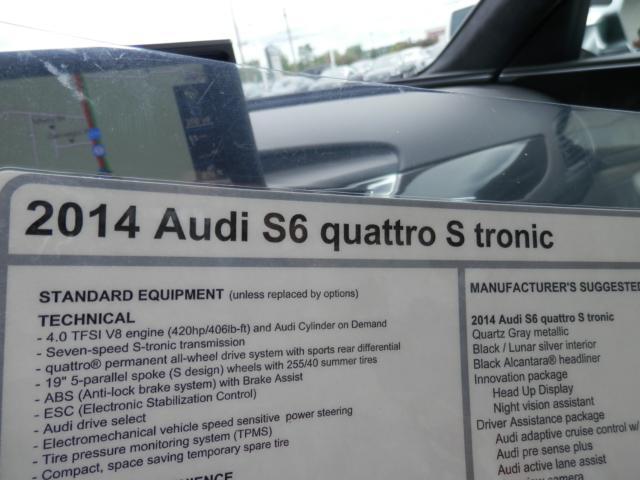 2014 Audi S6 quattro S tronic
STANDARD EQUIPMENT (unless replaced by options)
TECHNICAL
- 4.0 TFSI V8 engine (420hp/406lb-ft) and Audi Cylinder on Demand
- Seven-speed S-tronic transmission
- quattro® permanent all-wheel drive system with sports rear differential
- 19" 5-parallel spoke (S design) wheels with 255/40 summer tires
- ABS (Anti-lock brake system) with Brake Assist
- ESC (Electronic Stabilization Control)
- Audi drive select
- Electromechanical vehicle speed sensitive power steering
- Tire pressure monitoring system (TPMS)
- Compact, space saving temporary spare tire
MANUFACTURER'S SUGGESTED
2014 Audi S6 quattro S tronic
Quartz Gray metallic
Black / Lunar silver interior
Black Alcantara® headliner
Innovation package
Head Up Display
Night vision assistant
Driver Assistance package
Audi adaptive cruise control w/
Audi pre sense plus
Audi active lane assist
camera